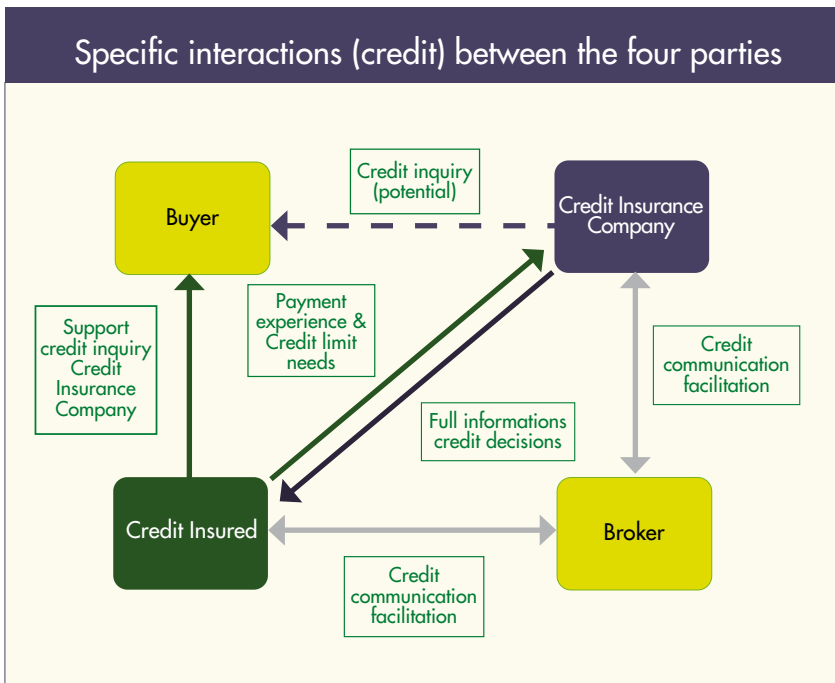 Specific interactions (credit) between the four parties
Credit inquiry
(potential)
Buyer
Credit Insurance
Company
Support
credit inquiry
Credit
Insurance
Company
Payment
experience &
Credit limit
needs
Credit
communication
facilitation
Full informations
credit decisions
Credit Insured
Broker
Credit
communication
facilitation